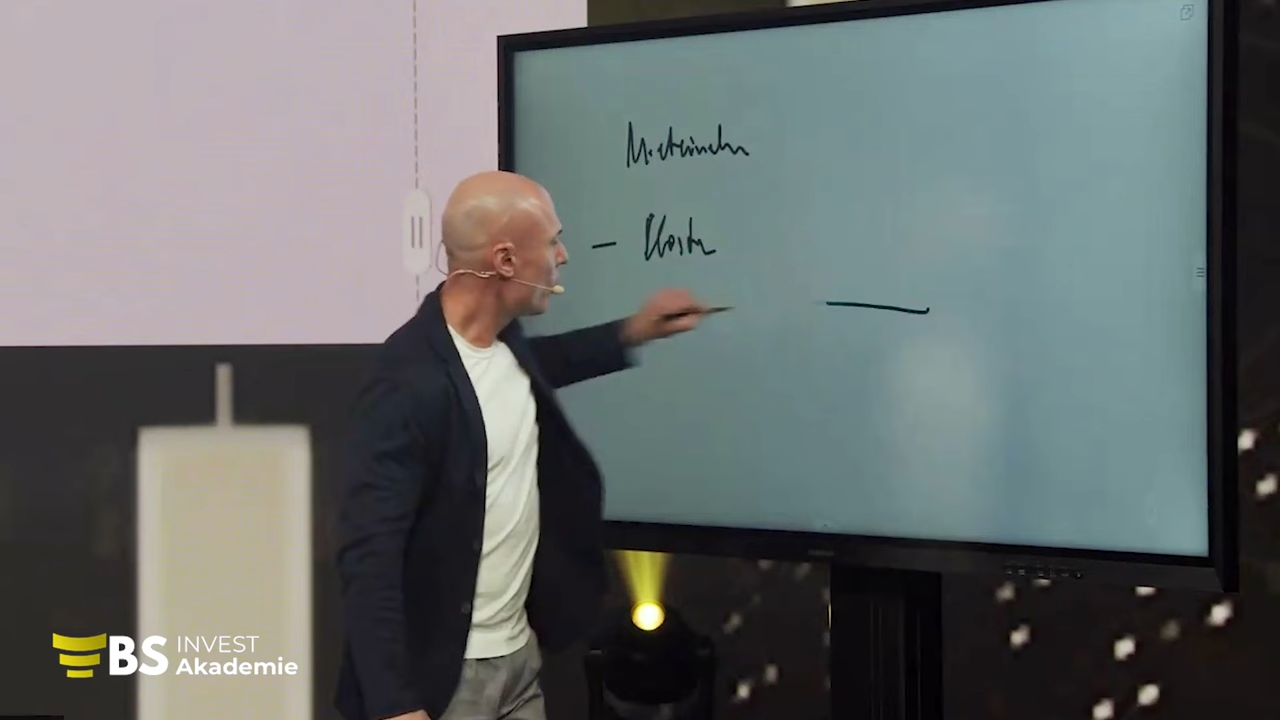 Mieteinnahmen
– Kosten
BS INVEST
Akademie